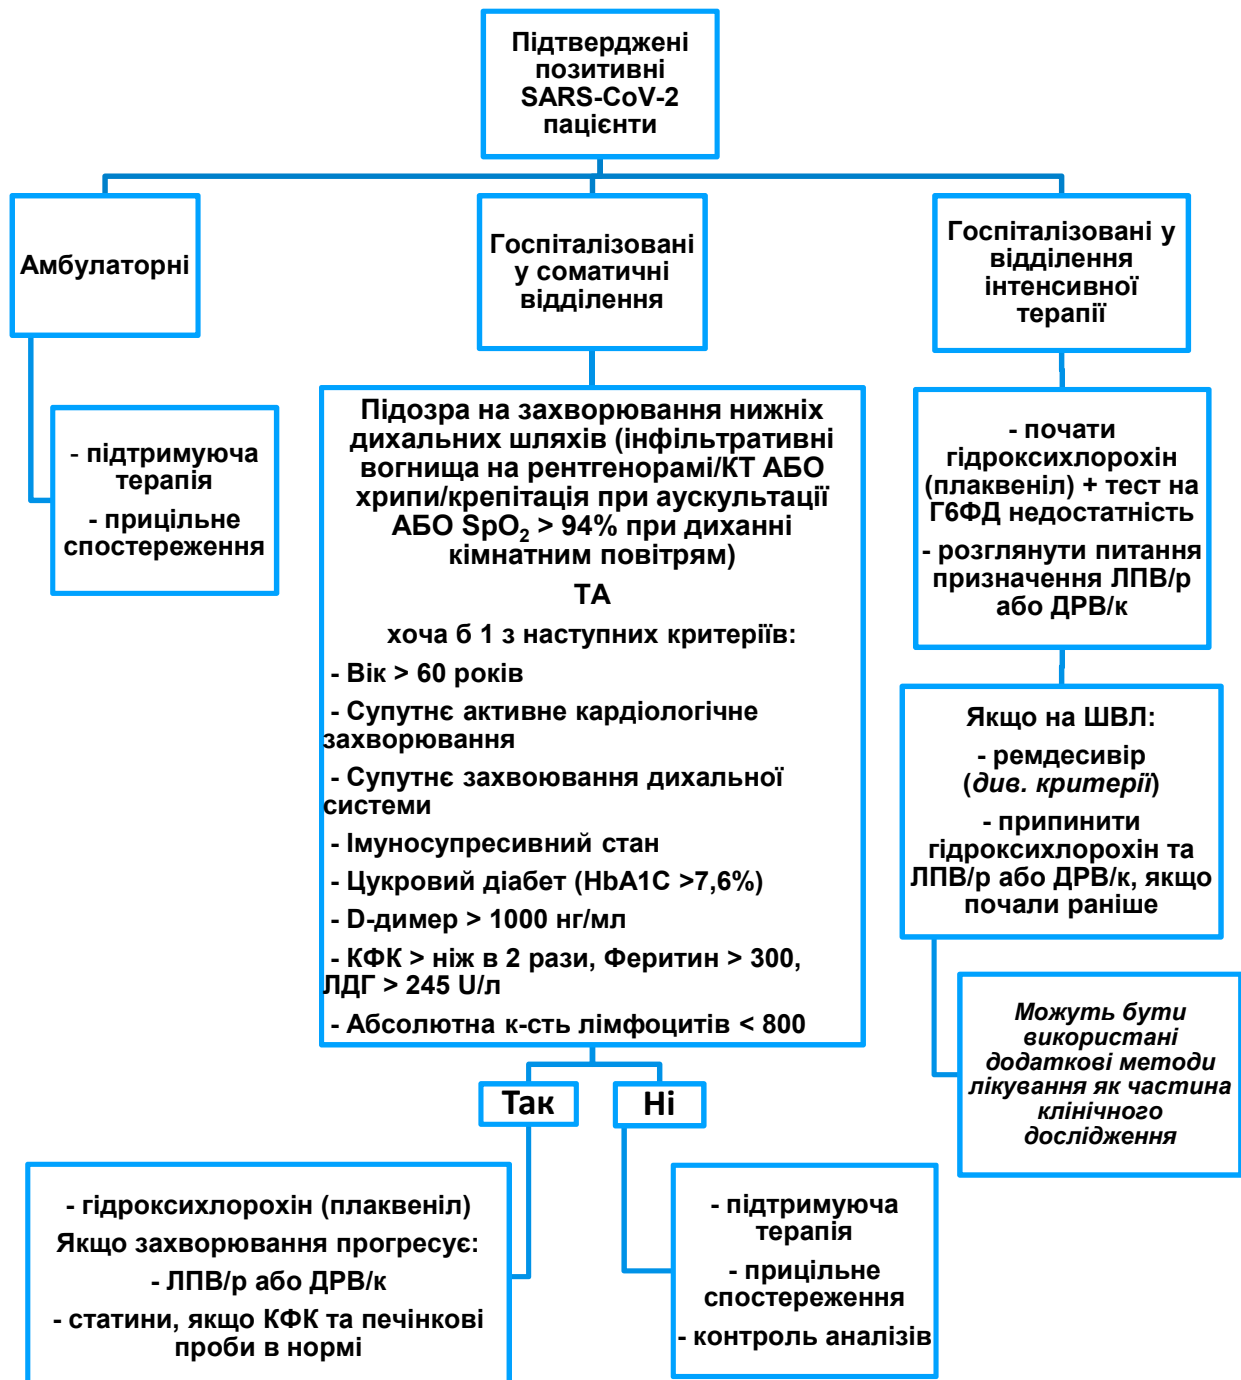 Підтверджені
позитивні
SARS-CoV-2
пацієнти
Амбулаторні
- підтримуюча
терапія
- прицільне
спостереження
Госпіталізовані
у соматичні
відділення
Підозра на захворювання нижніх
дихальних шляхів (інфільтративні
вогнища на рентгенорамі/КТ АБО
хрипи/крепітація при аускультації
АБО SpO₂ > 94% при диханні
кімнатним повітрям)
ТА
хоча б 1 з наступних критеріїв:
- Вік > 60 років
- Супутнє активне кардіологічне
захворювання
- Супутнє захвоювання дихальної
системи
- Імуносупресивний стан
- Цукровий діабет (HbA1C >7,6%)
- D-димер > 1000 нг/мл
- КФК > ніж в 2 рази, Феритин > 300,
ЛДГ > 245 U/л
- Абсолютна к-сть лімфоцитів < 800
Так
- гідроксихлорохін (плаквеніл)
Якщо захворювання прогресує:
- ЛПВ/р або ДРВ/к
- статини, якщо КФК та печінкові
проби в нормі
Ні
- підтримуюча
терапія
- прицільне
спостереження
- контроль аналізів
Госпіталізовані у
відділення
інтенсивної
терапії
- почати
гідроксихлорохін
(плаквеніл) + тест на
Г6ФД недостатність
- розглянути питання
призначення ЛПВ/р
або ДРВ/к
Якщо на ШВЛ:
- ремдесивір
(див. критерії)
- припинити
гідроксихлорохін та
ЛПВ/р або ДРВ/к, якщо
почали раніше
Можуть бути
використані
додаткові методи
лікування як частина
клінічного
дослідження